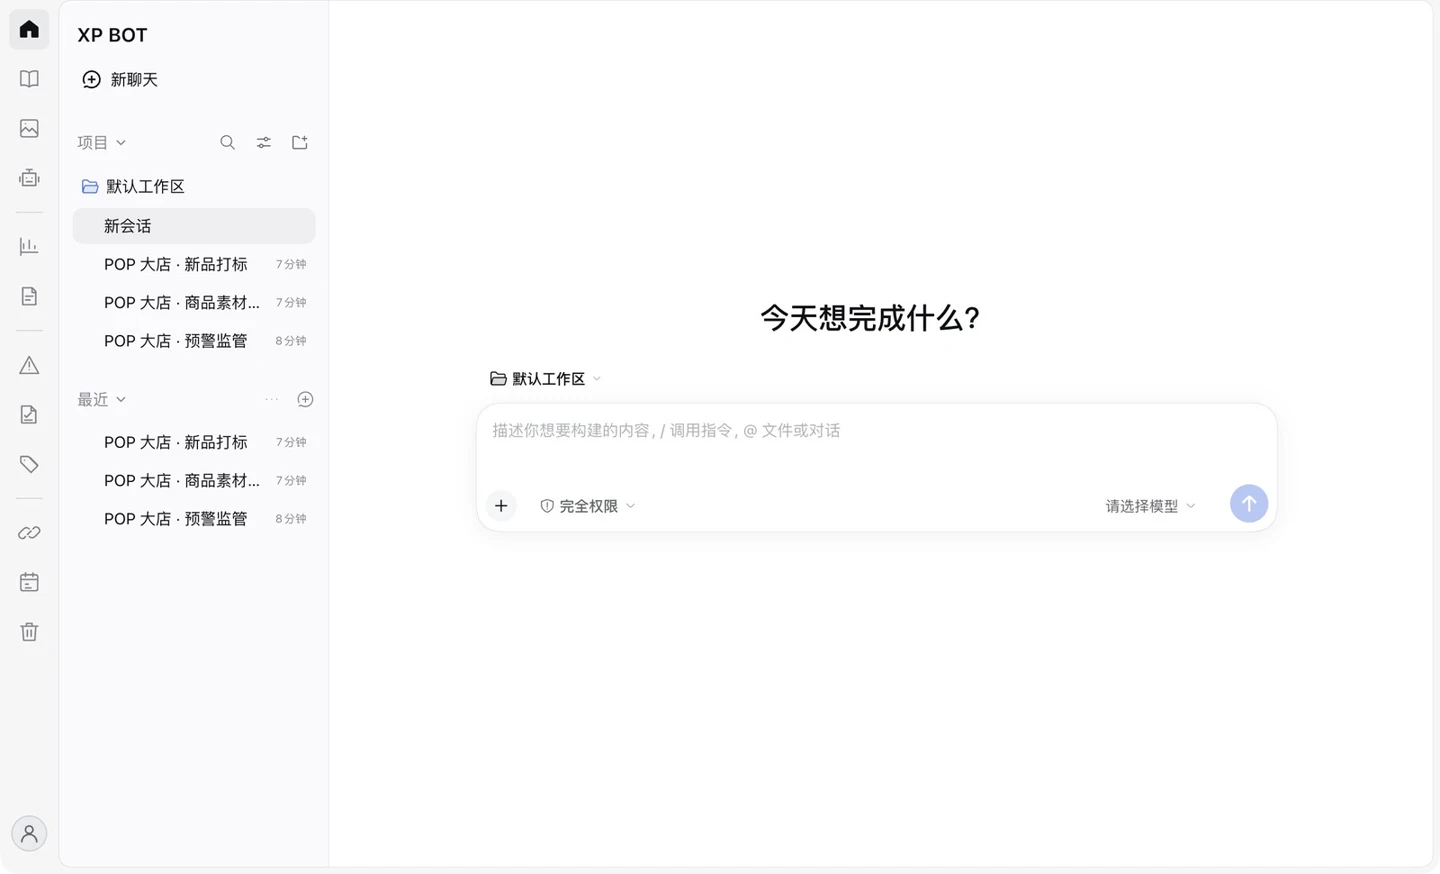 XP BOT
新聊天
项目
默认工作区
新会话
POP 大店 · 新品打标 7分钟
POP 大店 · 商品素材... 7分钟
POP 大店 · 预警监管 8分钟
最近
POP 大店 · 新品打标 7分钟
POP 大店 · 商品素材... 7分钟
POP 大店 · 预警监管 8分钟
今天想完成什么?
默认工作区
描述你想要构建的内容, / 调用指令, @ 文件或对话
完全权限
请选择模型